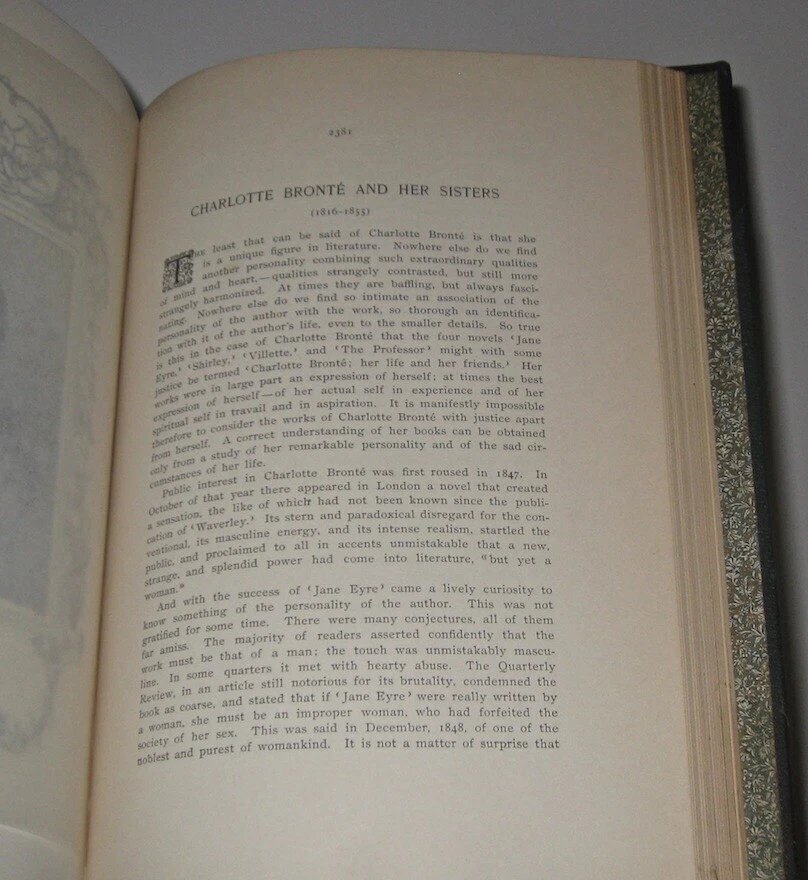 2381
CHARLOTTE BRONTÉ AND HER SISTERS
(1816-1855)
THE least that can be said of Charlotte Bronté is that she
is a unique figure in literature. Nowhere else do we find
another personality combining such extraordinary qualities
of mind and heart,—qualities strangely contrasted, but still more
strangely harmonized. At times they are baffling, but always fasci-
nating. Nowhere else do we find so intimate an association of the
personality of the author with the work, so thorough an identifica-
tion with it of the author's life, even to the smaller details. So true
is this in the case of Charlotte Bronté that the four novels 'Jane
Eyre,' 'Shirley,' 'Villette,' and 'The Professor' might with some
justice be termed 'Charlotte Bronté; her life and her friends.' Her
works were in large part an expression of herself; at times the best
expression of herself—of her actual self in experience and of her
spiritual self in travail and in aspiration. It is manifestly impossible
therefore to consider the works of Charlotte Bronté with justice apart
from herself. A correct understanding of her books can be obtained
only from a study of her remarkable personality and of the sad cir-
cumstances of her life.
Public interest in Charlotte Bronté was first roused in 1847. In
October of that year there appeared in London a novel that created
a sensation, the like of which had not been known since the publi-
cation of 'Waverley.' Its stern and paradoxical disregard for the con-
ventional, its masculine energy, and its intense realism, startled the
public, and proclaimed to all in accents unmistakable that a new,
strange, and splendid power had come into literature, "but yet a
woman."
And with the success of 'Jane Eyre' came a lively curiosity to
know something of the personality of the author. This was not
gratified for some time. There were many conjectures, all of them
far amiss. The majority of readers asserted confidently that the
work must be that of a man; the touch was unmistakably mascu-
line. In some quarters it met with hearty abuse. The Quarterly
Review, in an article still notorious for its brutality, condemned the
book as coarse, and stated that if 'Jane Eyre' were really written by
a woman, she must be an improper woman, who had forfeited the
society of her sex. This was said in December, 1848, of one of the
noblest and purest of womankind. It is not a matter of surprise that